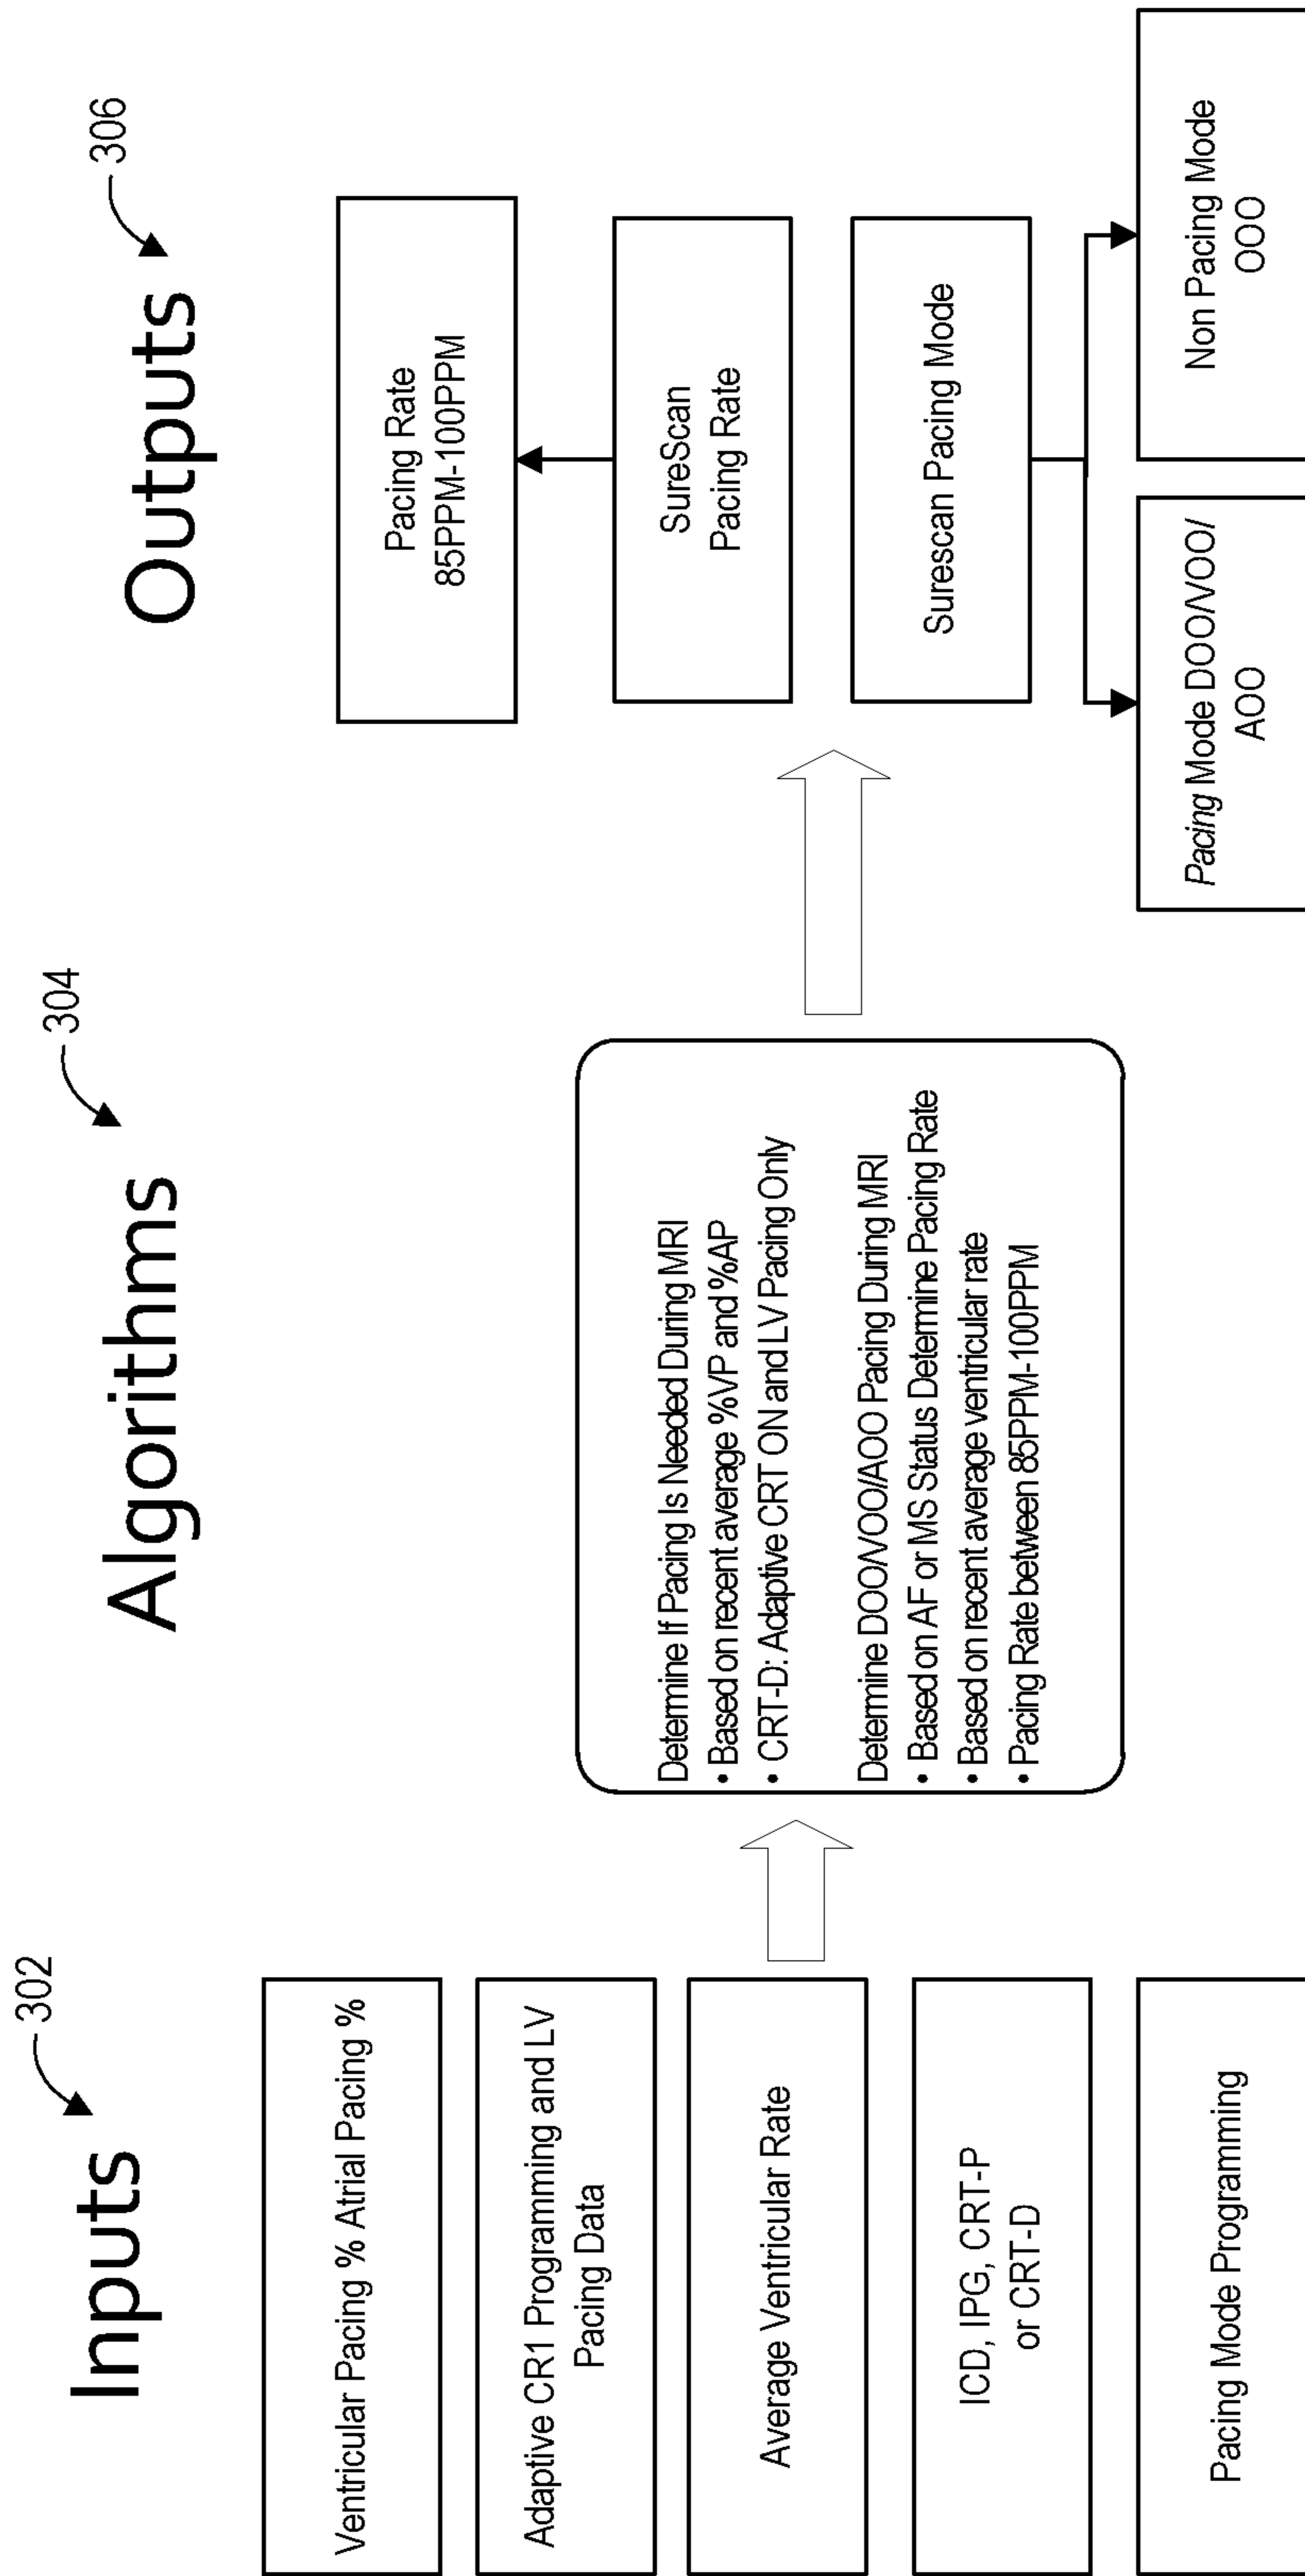 Inputs
302
Ventricular Pacing % Atrial Pacing %
Adaptive CR1 Programming and LV
Pacing Data
Average Ventricular Rate
ICD, IPG, CRT-P
or CRT-D
Pacing Mode Programming
Algorithms
304
Determine If Pacing Is Needed During MRI
• Based on recent average %VP and %AP
• CRT-D: Adaptive CRT ON and LV Pacing Only
Determine DOO/VOO/AOO Pacing During MRI
• Based on AF or MS Status Determine Pacing Rate
• Based on recent average ventricular rate
• Pacing Rate between 85PPM-100PPM
Outputs
306
Pacing Rate
85PPM-100PPM
SureScan
Pacing Rate
Surescan Pacing Mode
Pacing Mode DOO/VOO/
AOO
Non Pacing Mode
OOO